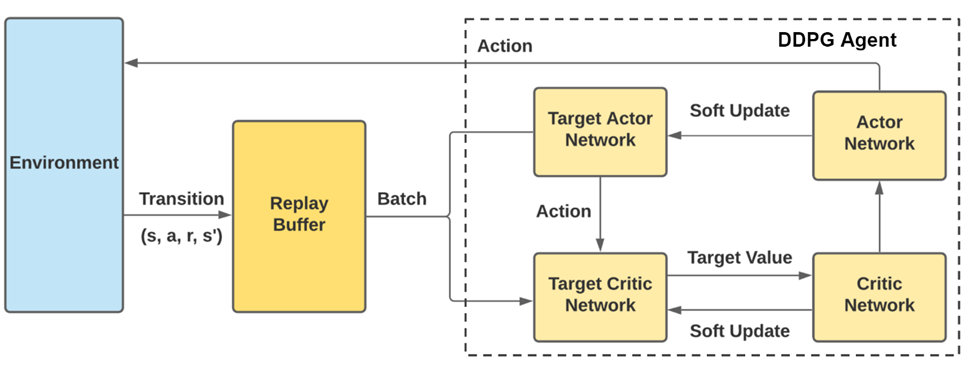 DDPG Agent
Action
Target Actor
Network
Soft Update
Actor
Network
Environment
Transition
(s, a, r, s')
Replay
Buffer
Batch
Action
Target Critic
Network
Target Value
Soft Update
Critic
Network